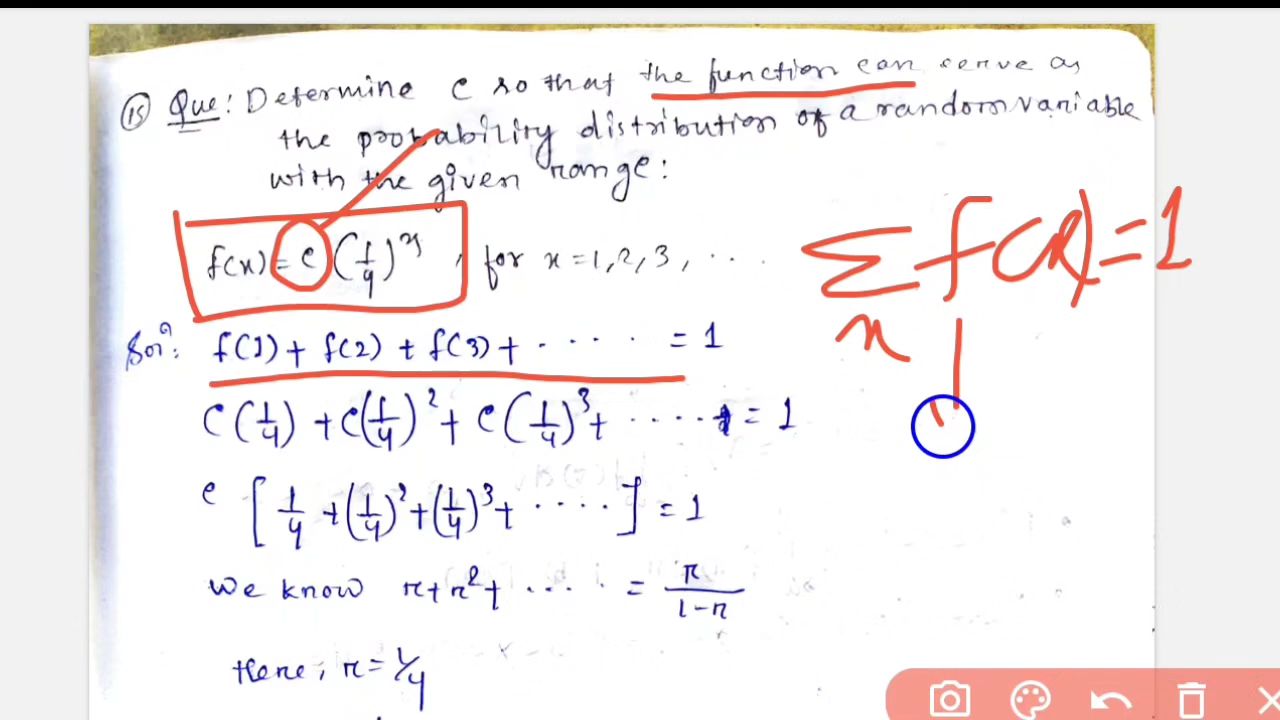 (15) Que: Determine c so that the function can serve as
the probability distribution of a random variable
with the given range:
f(x) = c (1/4)^x , for x = 1, 2, 3, ....
∑ f(x) = 1
x
Soln: f(1) + f(2) + f(3) + ..... = 1
c(1/4) + c(1/4)^2 + c(1/4)^3 + ..... = 1
c [1/4 + (1/4)^2 + (1/4)^3 + .....] = 1
We know r + r^2 + ..... = r/(1-r)
Here, r = 1/4